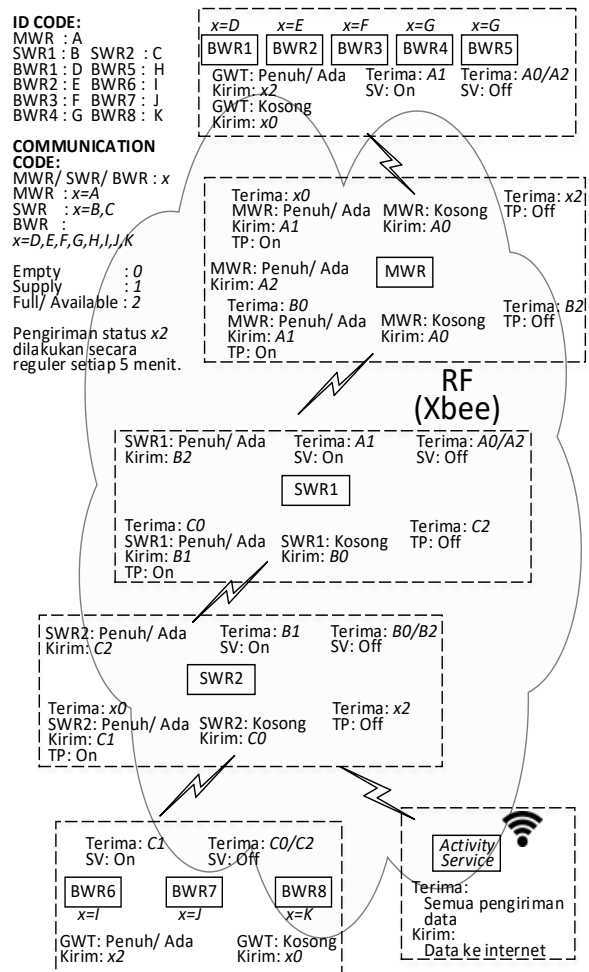 ID CODE:
MWR : A
SWR1 : B SWR2 : C
BWR1 : D BWR5 : H
BWR2 : E BWR6 : I
BWR3 : F BWR7 : J
BWR4 : G BWR8 : K
COMMUNICATION
CODE:
MWR/ SWR/ BWR : x
MWR : x=A
SWR : x=B,C
BWR :
x=D,E,F,G,H,I,J,K
Empty : 0
Supply : 1
Full/ Available : 2
Pengiriman status x2
dilakukan secara
reguler setiap 5 menit.
x=D x=E x=F x=G x=G
BWR1 BWR2 BWR3 BWR4 BWR5
GWT: Penuh/ Ada Terima: A1 Terima: A0/A2
Kirim: x2 SV: On SV: Off
GWT: Kosong
Kirim: x0
Terima: x0 Terima: x2
MWR: Penuh/ Ada MWR: Kosong TP: Off
Kirim: A1 Kirim: A0
TP: On
MWR: Penuh/ Ada MWR
Kirim: A2
Terima: B0 Terima: B2
MWR: Penuh/ Ada MWR: Kosong TP: Off
Kirim: A1 Kirim: A0
TP: On
RF
(Xbee)
SWR1: Penuh/ Ada Terima: A1 Terima: A0/A2
Kirim: B2 SV: On SV: Off
SWR1
Terima: C0 Terima: C2
SWR1: Penuh/ Ada SWR1: Kosong TP: Off
Kirim: B1 Kirim: B0
TP: On
SWR2: Penuh/ Ada Terima: B1 Terima: B0/B2
Kirim: C2 SV: On SV: Off
SWR2
Terima: x0 Terima: x2
SWR2: Penuh/ Ada SWR2: Kosong TP: Off
Kirim: C1 Kirim: C0
TP: On
Terima: C1 Terima: C0/C2
SV: On SV: Off
BWR6 BWR7 BWR8
x=I x=J x=K
GWT: Penuh/ Ada GWT: Kosong
Kirim: x2 Kirim: x0
Activity
Service
Terima:
Semua pengiriman
data
Kirim:
Data ke internet